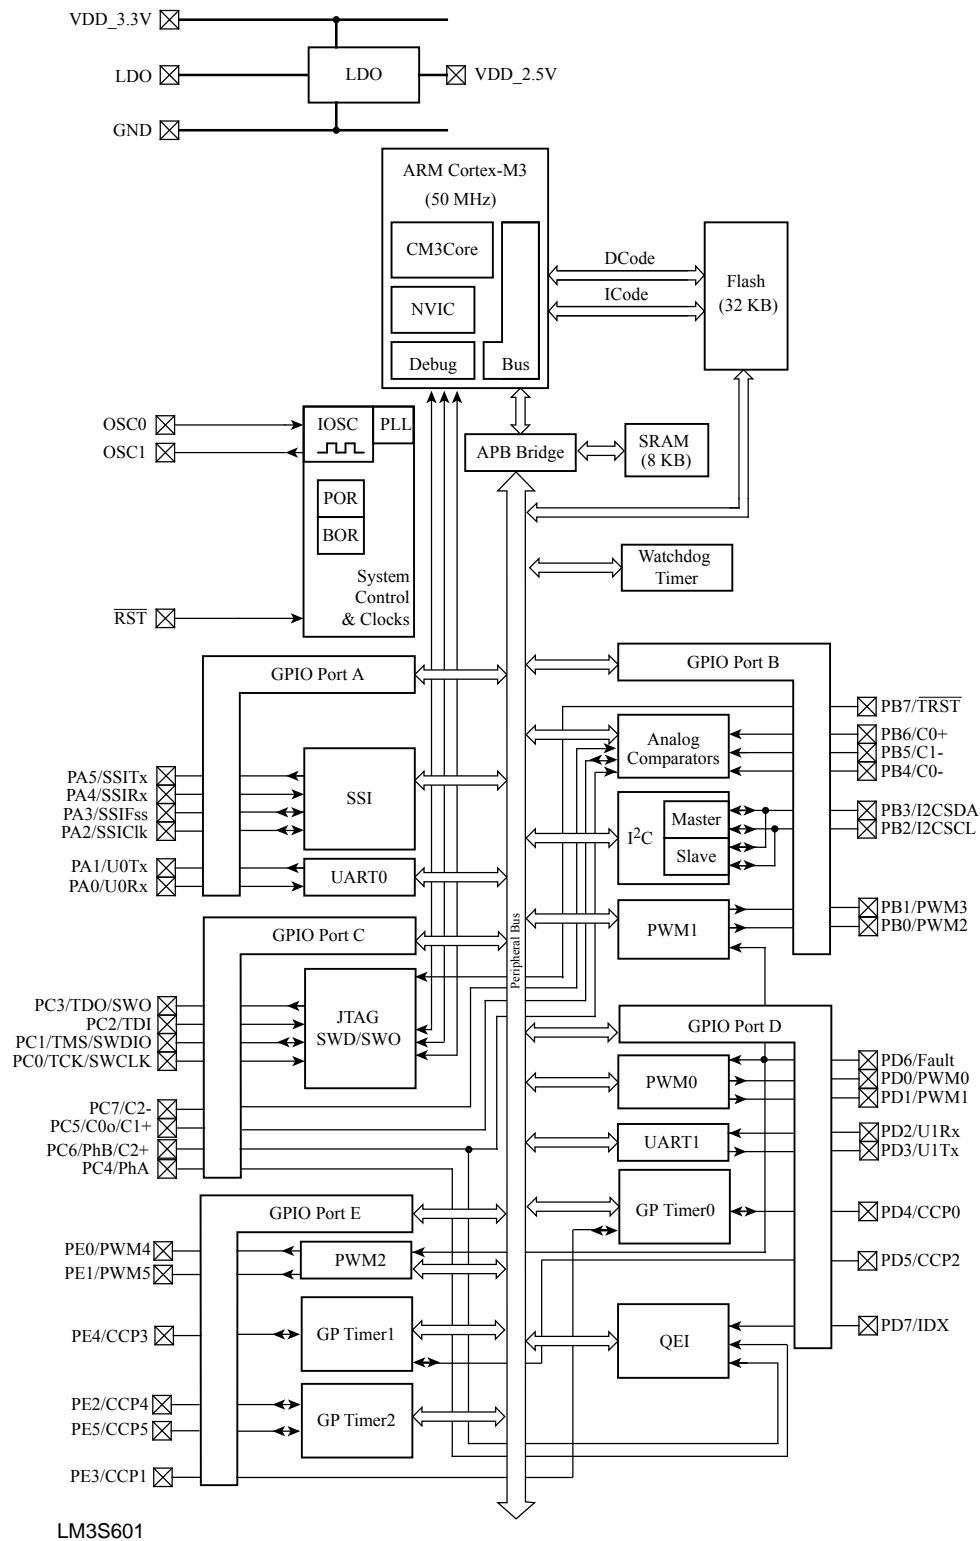 VDD_3.3V
LDO
LDO
VDD_2.5V
GND
ARM Cortex-M3
(50 MHz)
CM3Core
NVIC
Debug
Bus
DCode
ICode
Flash
(32 KB)
OSC0
OSC1
IOSC
PLL
POR
BOR
System
Control
& Clocks
RST
APB Bridge
SRAM
(8 KB)
Watchdog
Timer
GPIO Port A
PA5/SSITx
PA4/SSIRx
PA3/SSIFss
PA2/SSIClk
SSI
PA1/U0Tx
PA0/U0Rx
UART0
GPIO Port B
PB7/TRST
PB6/C0+
PB5/C1-
PB4/C0-
Analog
Comparators
PB3/I2CSDA
PB2/I2CSCL
I2C
Master
Slave
PB1/PWM3
PB0/PWM2
PWM1
Peripheral Bus
GPIO Port C
PC3/TDO/SWO
PC2/TDI
PC1/TMS/SWDIO
PC0/TCK/SWCLK
JTAG
SWD/SWO
PC7/C2-
PC5/C0o/C1+
PC6/PhB/C2+
PC4/PhA
GPIO Port D
PD6/Fault
PD0/PWM0
PD1/PWM1
PWM0
PD2/U1Rx
PD3/U1Tx
UART1
GP Timer0
PD4/CCP0
PD5/CCP2
QEI
PD7/IDX
GPIO Port E
PE0/PWM4
PE1/PWM5
PWM2
PE4/CCP3
GP Timer1
PE2/CCP4
PE5/CCP5
GP Timer2
PE3/CCP1
LM3S601